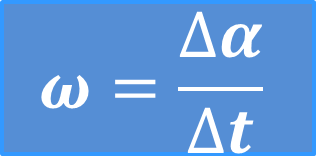 ω = Δα / Δt